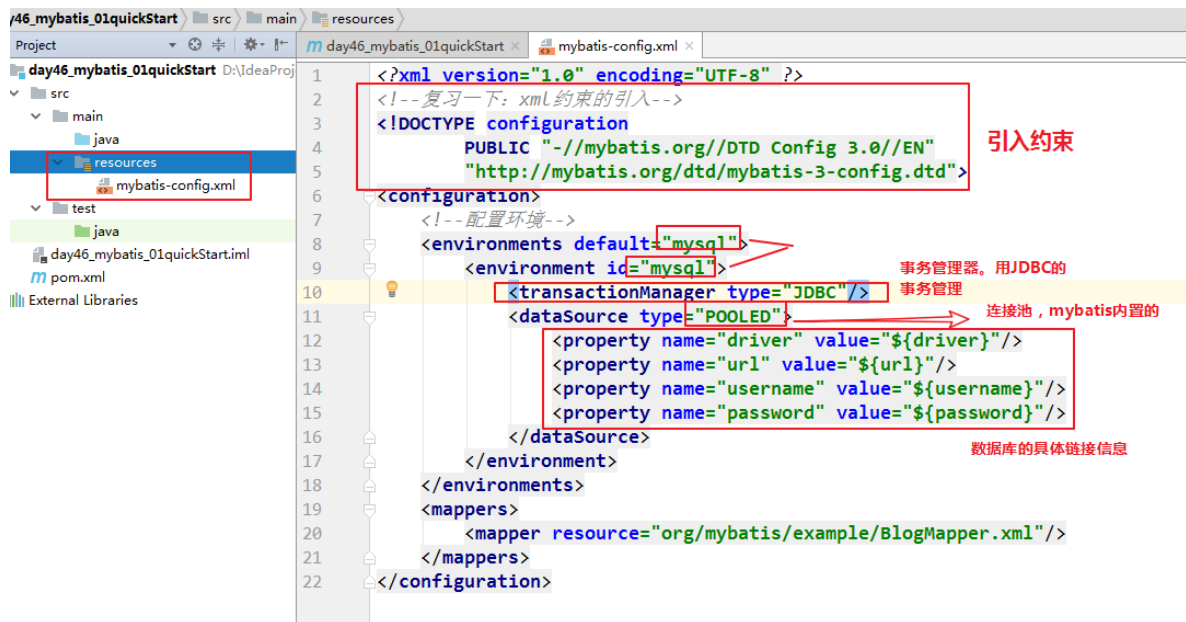 y46_mybatis_01quickStart src main resources
Project
day46_mybatis_01quickStart mybatis-config.xml
day46_mybatis_01quickStart D:\IdeaProj
src
main
java
resources
mybatis-config.xml
test
java
day46_mybatis_01quickStart.iml
pom.xml
External Libraries
1 <?xml version="1.0" encoding="UTF-8" ?>
2 <!--复习一下：xml约束的引入-->
3 <!DOCTYPE configuration
4 PUBLIC "-//mybatis.org//DTD Config 3.0//EN"
5 "http://mybatis.org/dtd/mybatis-3-config.dtd">
引入约束
6 <configuration>
7 <!--配置环境-->
8 <environments default="mysql">
9 <environment id="mysql">
10 <transactionManager type="JDBC"/>
事务管理器。用JDBC的
事务管理
11 <dataSource type="POOLED">
连接池，mybatis内置的
12 <property name="driver" value="${driver}"/>
13 <property name="url" value="${url}"/>
14 <property name="username" value="${username}"/>
15 <property name="password" value="${password}"/>
数据库的具体链接信息
16 </dataSource>
17 </environment>
18 </environments>
19 <mappers>
20 <mapper resource="org/mybatis/example/BlogMapper.xml"/>
21 </mappers>
22 </configuration>